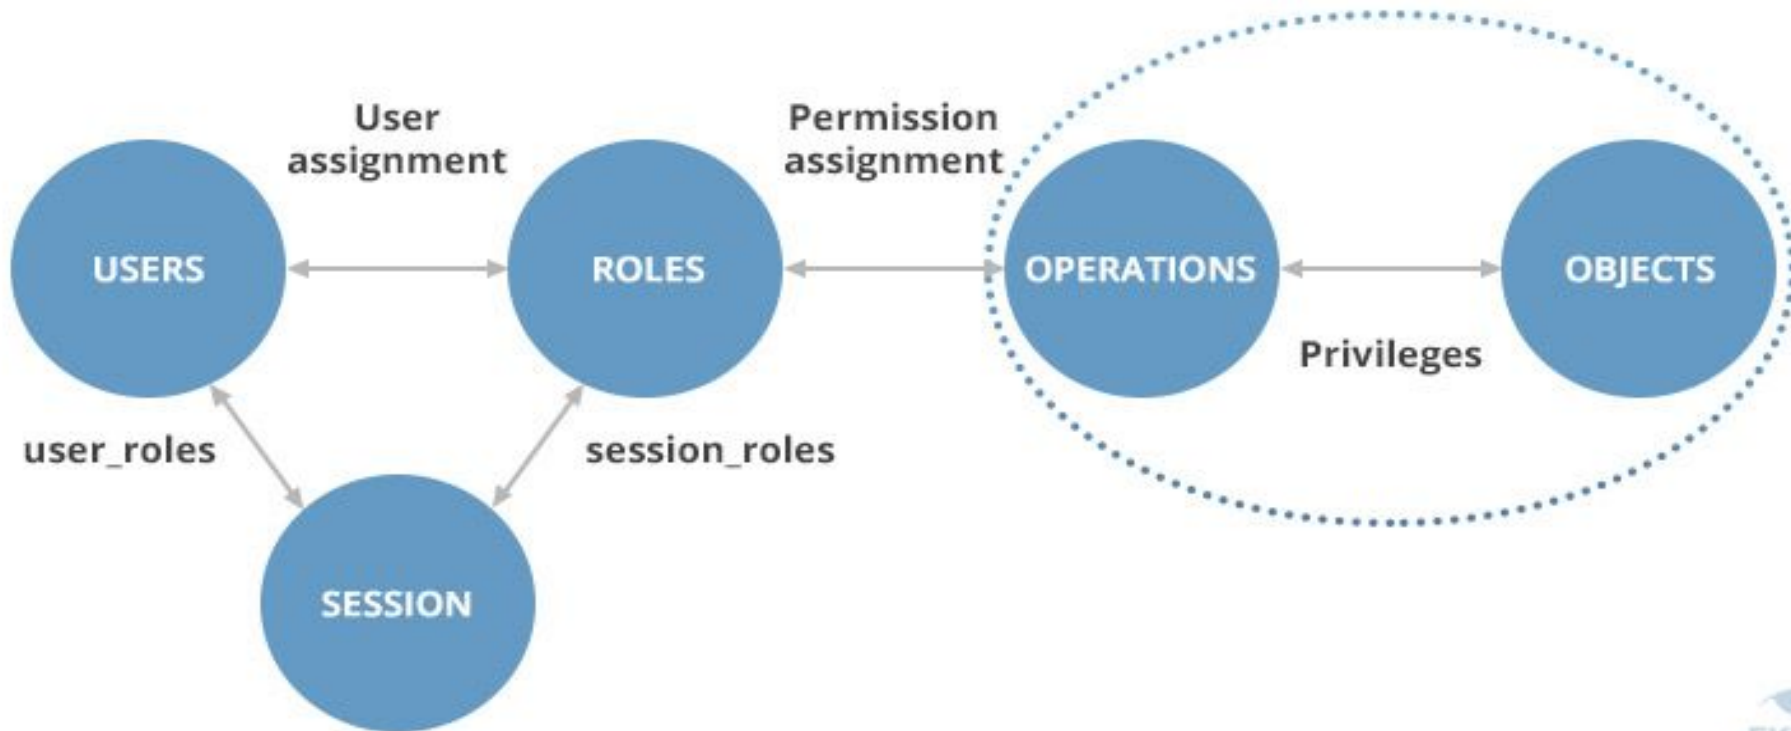 User
assignment
Permission
assignment
USERS
ROLES
OPERATIONS
OBJECTS
Privileges
user_roles
session_roles
SESSION